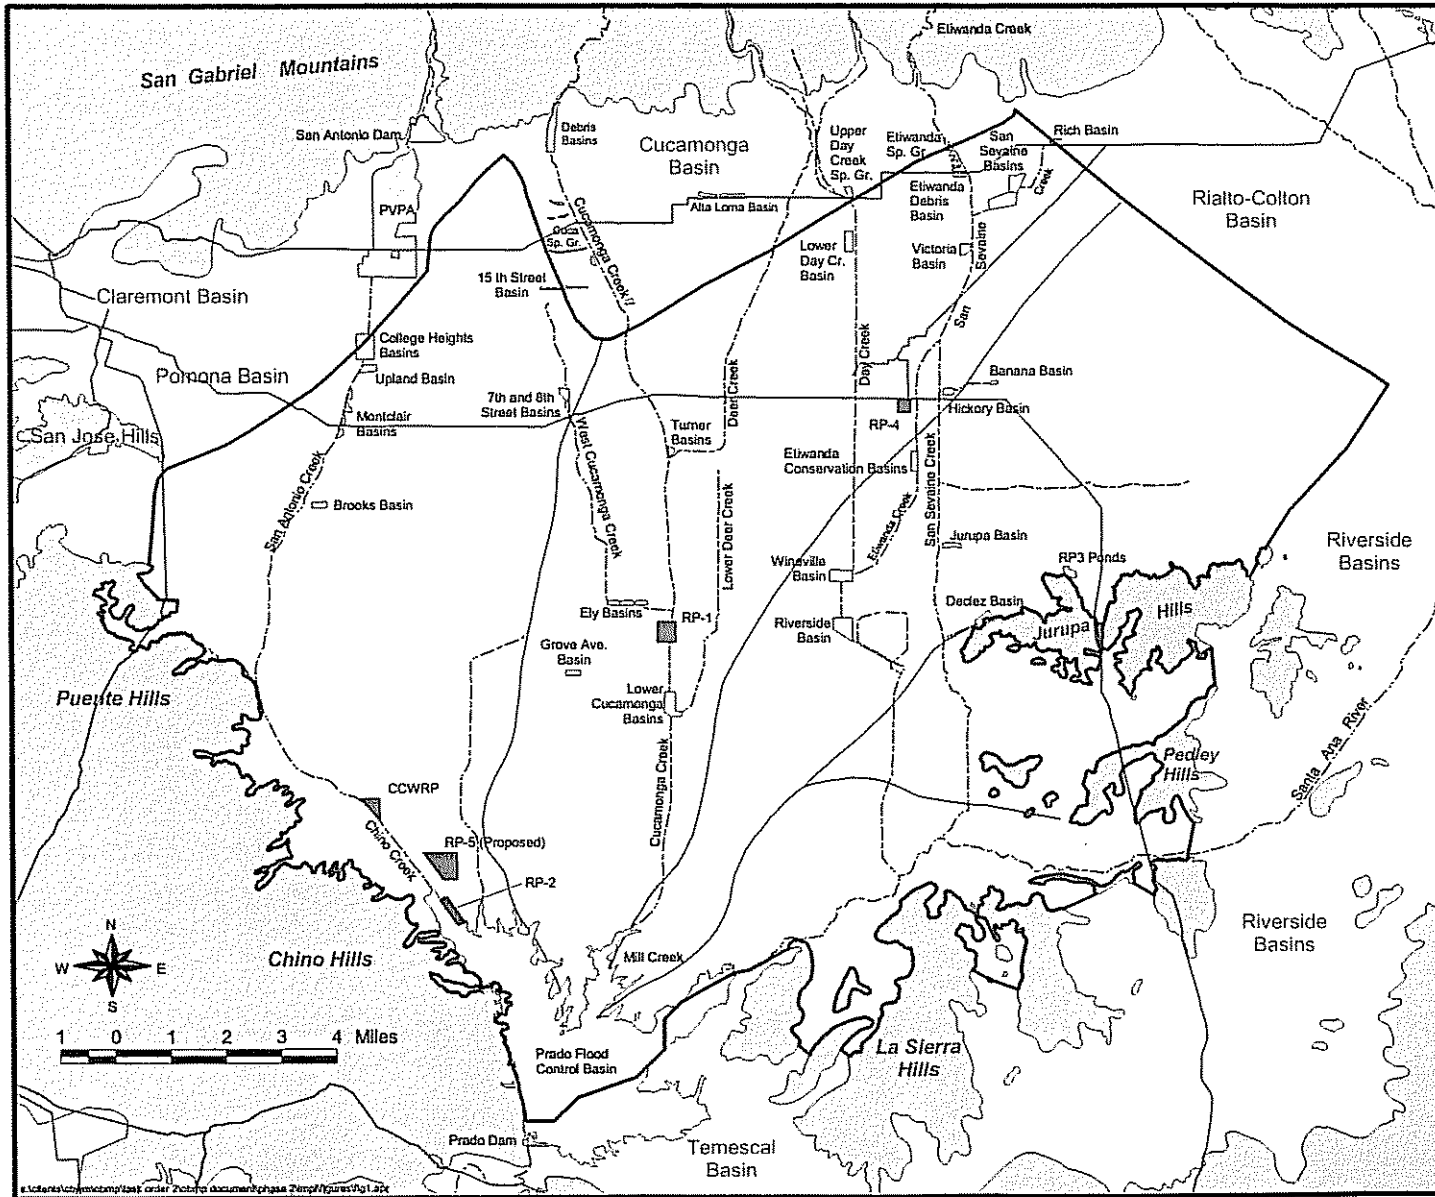 Etiwanda Creek
San Gabriel Mountains
San Antonio Dam
Debris
Basins
Cucamonga
Basin
Upper
Day
Creek
Sp. Gr.
Etiwanda
Sp. Gr.
San
Sevaine
Basins
Rich Basin
Creek
Rialto-Colton
Basin
PVPA
Alta Loma Basin
Etiwanda
Debris
Basin
Cucamonga Creek
Cuca
Sp. Gr.
Lower
Day Cr.
Basin
Victoria
Basin
Sevaine
San
15 th Street
Basin
Claremont Basin
College Heights
Basins
Upland Basin
Pomona Basin
Day Creek
Deer Creek
Banana Basin
Hickory Basin
7th and 8th
Street Basins
Montclair
Basins
RP-4
San Jose Hills
Turner
Basins
West Cucamonga Creek
Etiwanda
Conservation Basins
San Antonio Creek
Brooks Basin
Lower Deer Creek
Etiwanda Creek
San Sevaine Creek
Jurupa Basin
Riverside
Basins
RP3 Ponds
Wineville
Basin
Ely Basins
RP-1
Riverside
Basin
Declez Basin
Jurupa
Hills
Grove Ave.
Basin
Puente Hills
Lower
Cucamonga
Basins
Santa Ana River
Pedley
Hills
CCWRP
Cucamonga Creek
Chino Creek
RP-5 (Proposed)
RP-2
Riverside
Basins
N
W E
S
Chino Hills
Mill Creek
1 0 1 2 3 4 Miles
Prado Flood
Control Basin
La Sierra
Hills
Prado Dam
Temescal
Basin